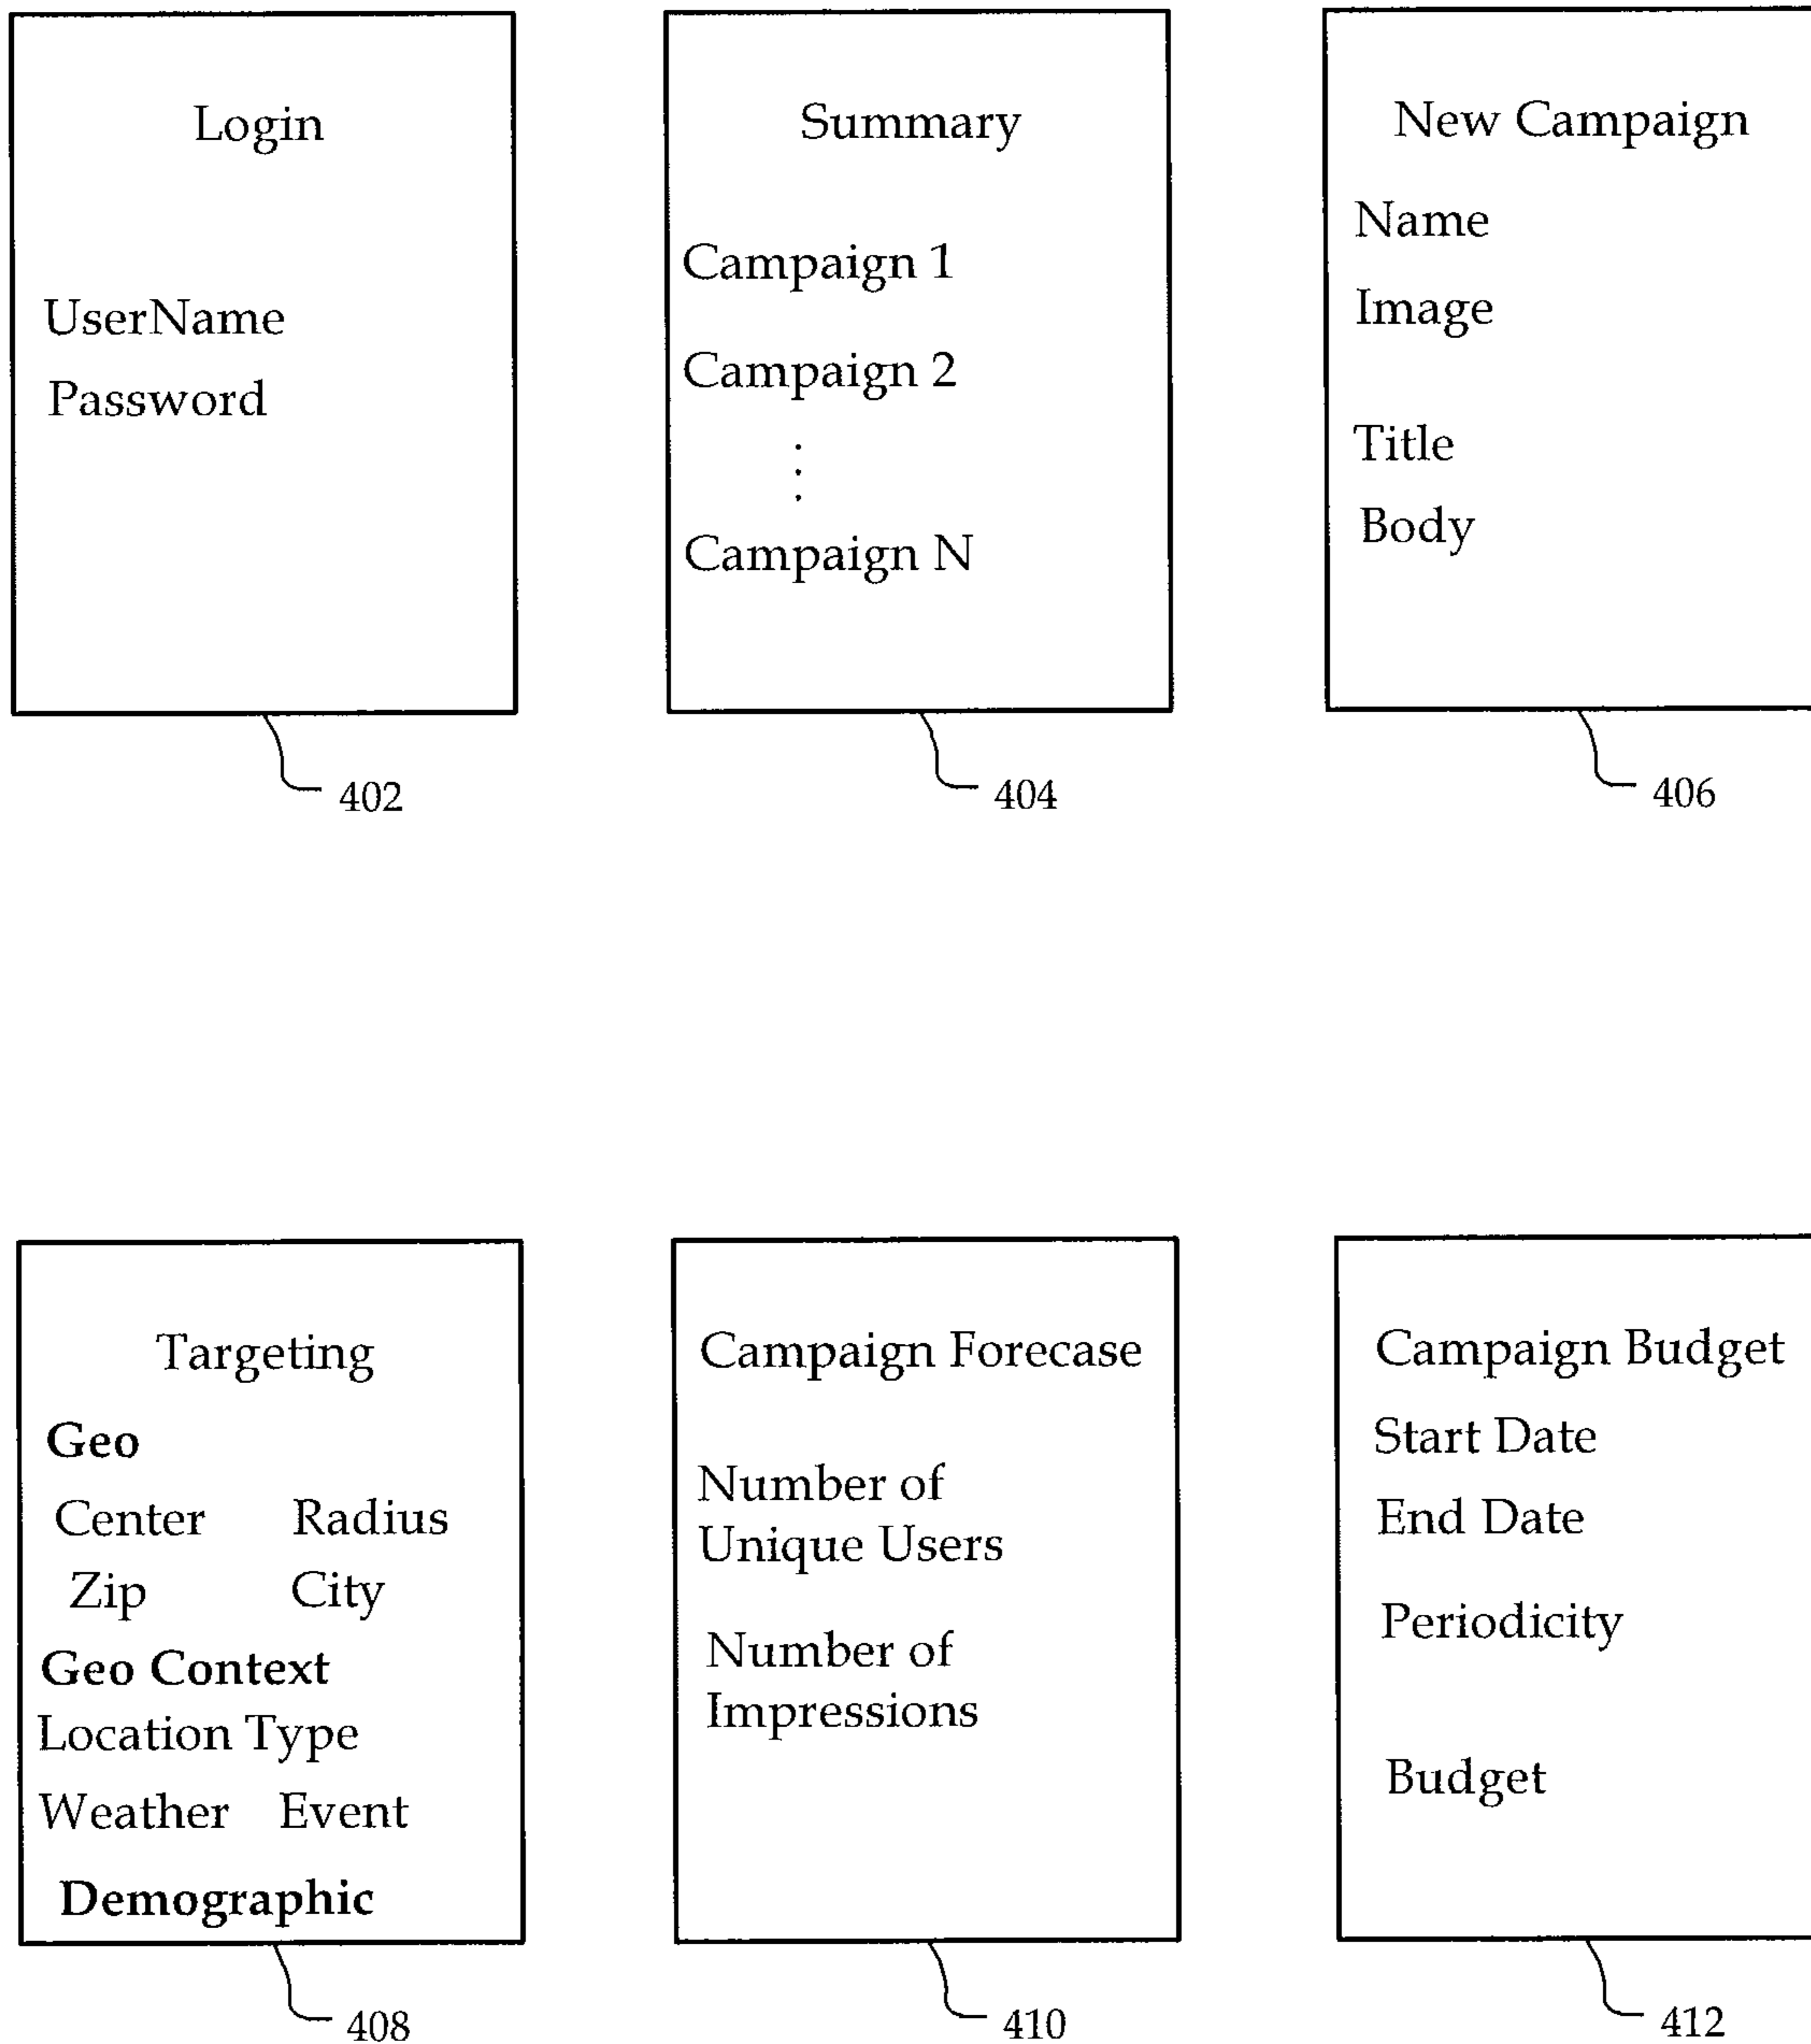 Login
UserName
Password
402
Summary
Campaign 1
Campaign 2
Campaign N
404
New Campaign
Name
Image
Title
Body
406
Targeting
Geo
Center Radius
Zip City
Geo Context
Location Type
Weather Event
Demographic
408
Campaign Forecase
Number of
Unique Users
Number of
Impressions
410
Campaign Budget
Start Date
End Date
Periodicity
Budget
412